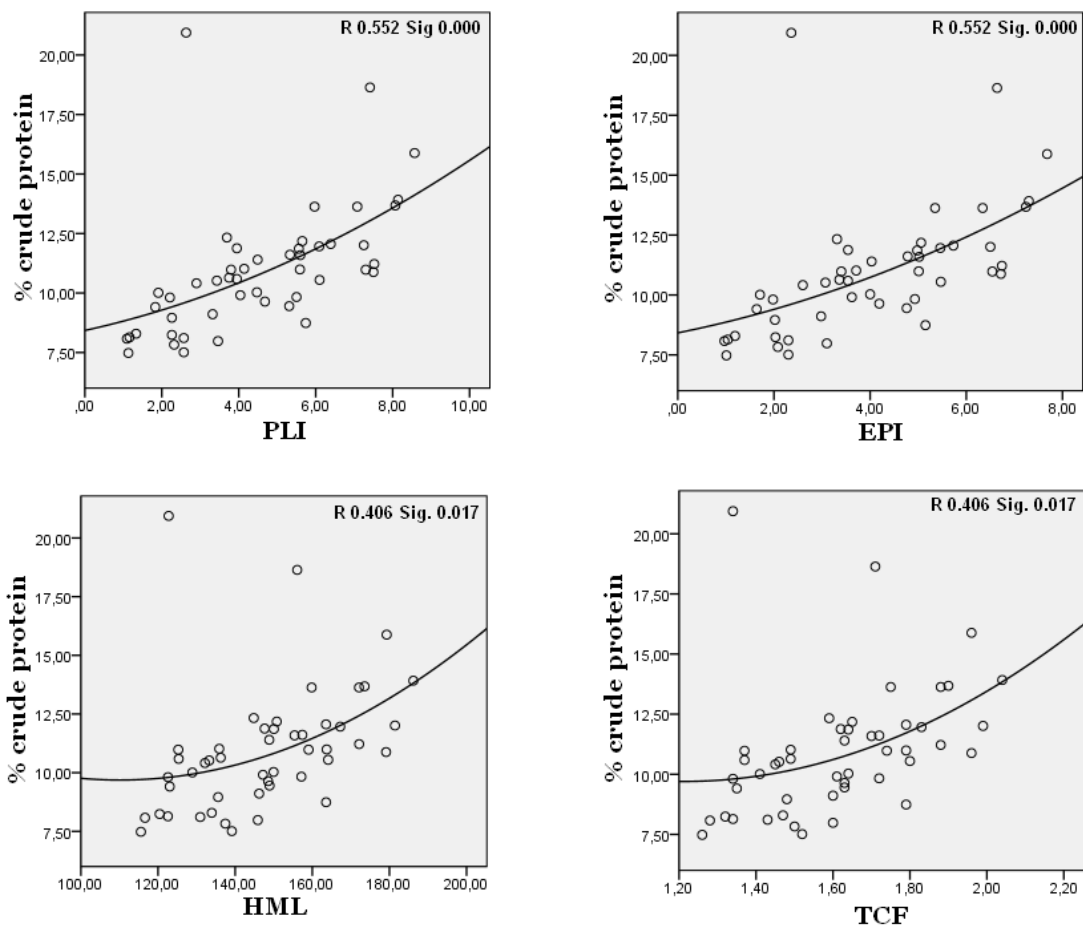 R 0.552 Sig 0.000
% crude protein
20,00
17,50
15,00
12,50
10,00
7,50
,00 2,00 4,00 6,00 8,00 10,00
PLI
R 0.552 Sig. 0.000
% crude protein
20,00
17,50
15,00
12,50
10,00
7,50
,00 2,00 4,00 6,00 8,00
EPI
R 0.406 Sig. 0.017
% crude protein
20,00
17,50
15,00
12,50
10,00
7,50
100,00 120,00 140,00 160,00 180,00 200,00
HML
R 0.406 Sig. 0.017
% crude protein
20,00
17,50
15,00
12,50
10,00
7,50
1,20 1,40 1,60 1,80 2,00 2,20
TCF